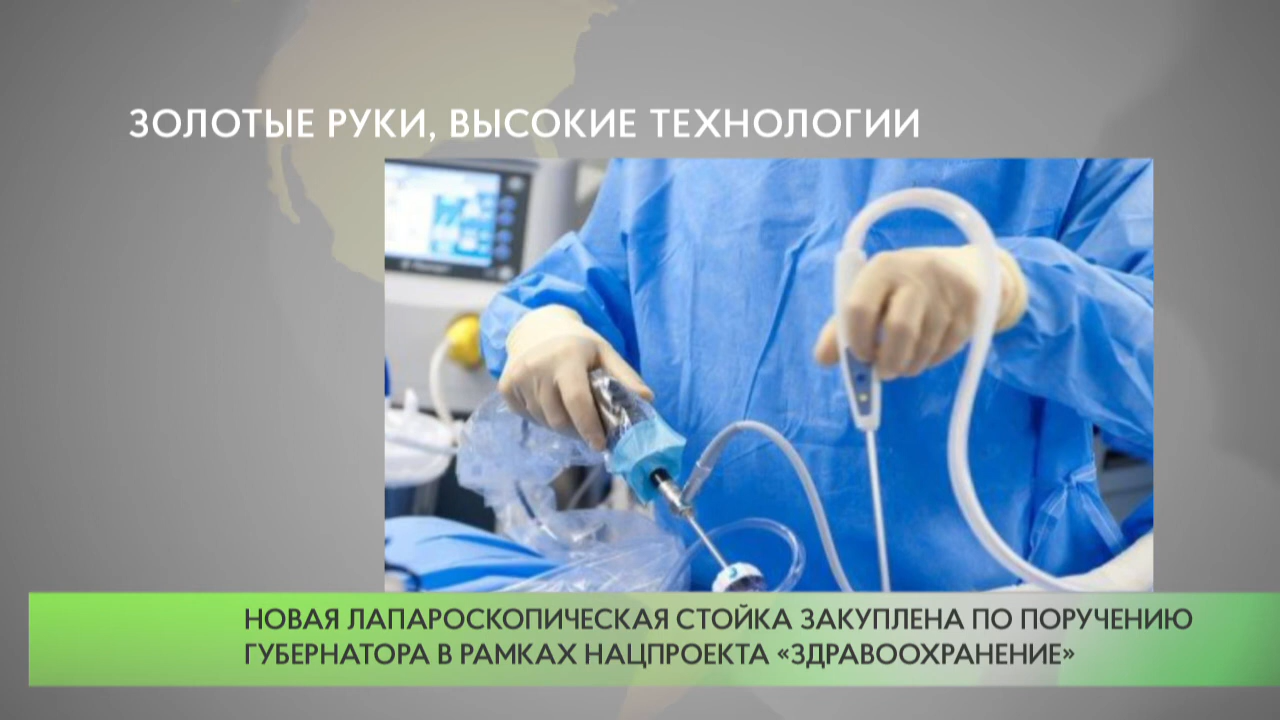 ЗОЛОТЫЕ РУКИ, ВЫСОКИЕ ТЕХНОЛОГИИ
НОВАЯ ЛАПАРОСКОПИЧЕСКАЯ СТОЙКА ЗАКУПЛЕНА ПО ПОРУЧЕНИЮ
ГУБЕРНАТОРА В РАМКАХ НАЦПРОЕКТА «ЗДРАВООХРАНЕНИЕ»